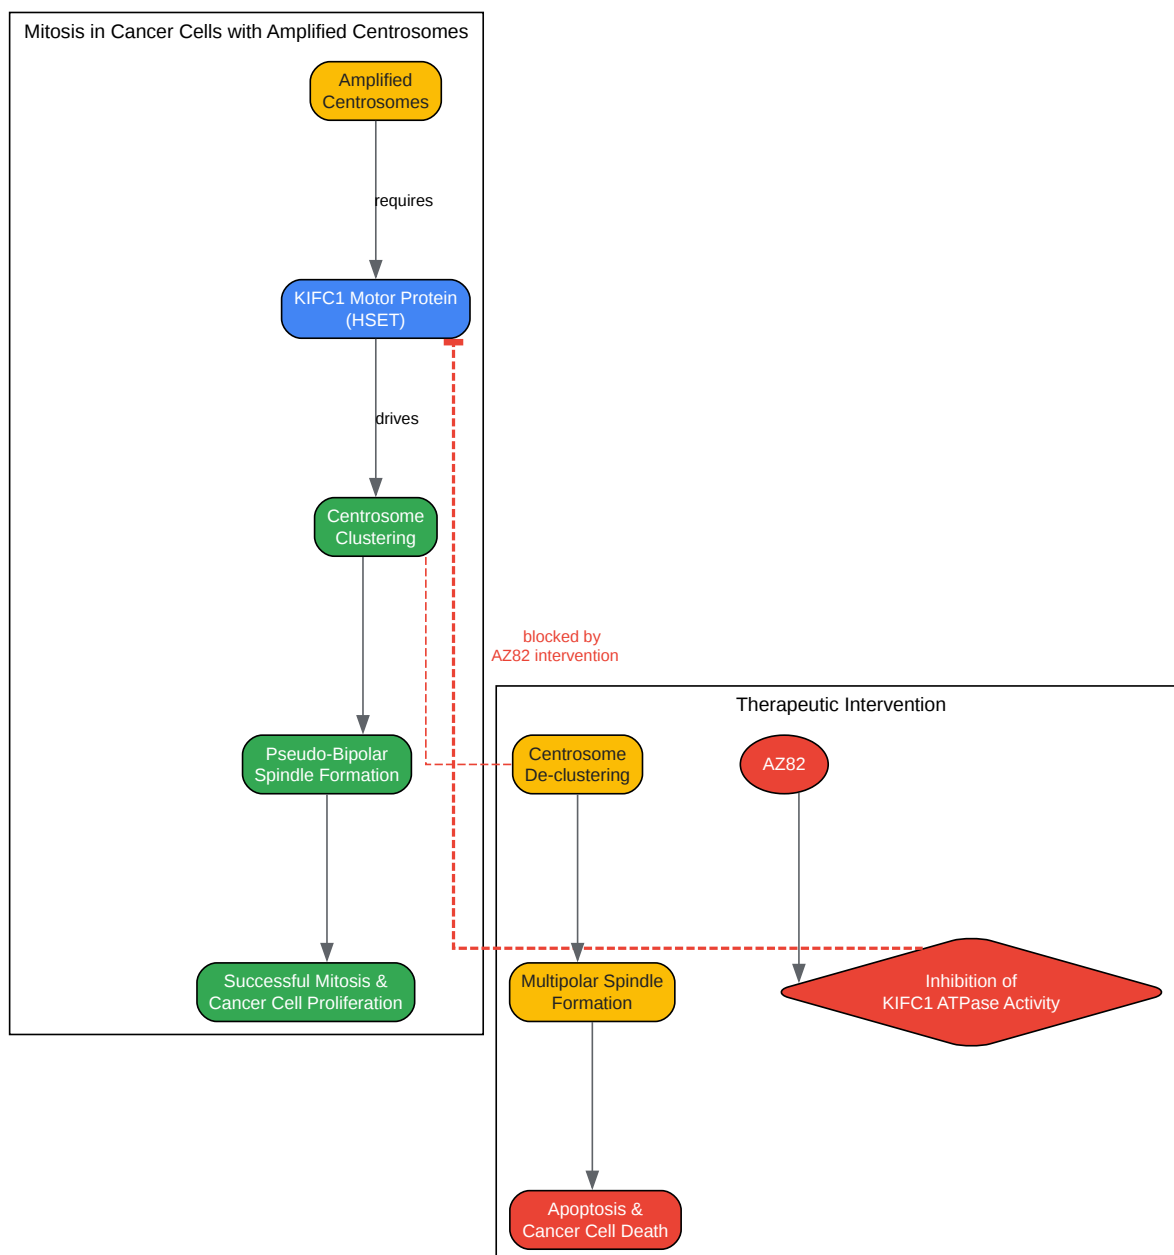 Mitosis in Cancer Cells with Amplified Centrosomes
Amplified
Centrosomes
requires
KIFC1 Motor Protein
(HSET)
drives
Centrosome
Clustering
blocked by
AZ82 intervention
Pseudo-Bipolar
Spindle Formation
Successful Mitosis &
Cancer Cell Proliferation
Therapeutic Intervention
Centrosome
De-clustering
AZ82
Multipolar Spindle
Formation
Inhibition of
KIFC1 ATPase Activity
Apoptosis &
Cancer Cell Death